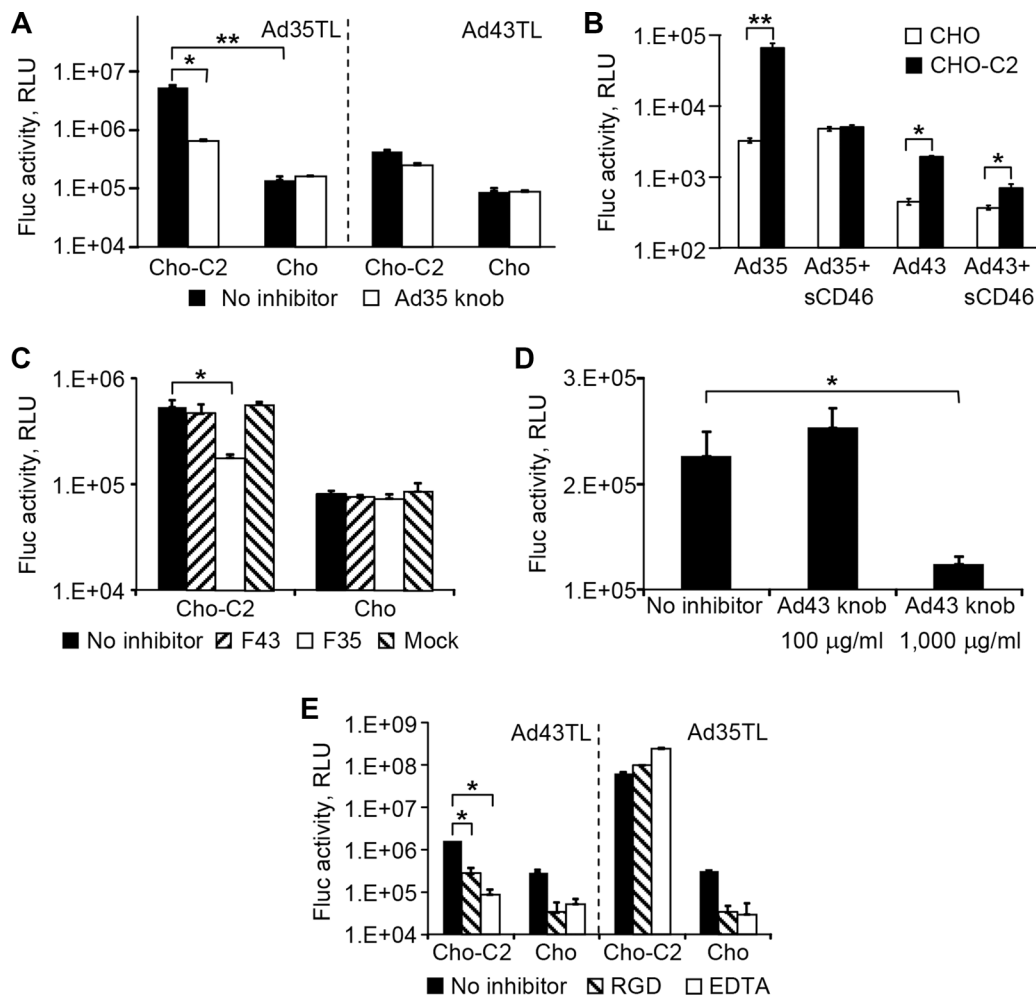 A
Ad35TL
Ad43TL
Fluc activity, RLU
1.E+07
1.E+06
1.E+05
1.E+04
**
*
Cho-C2
Cho
Cho-C2
Cho
No inhibitor
Ad35 knob
B
Fluc activity, RLU
1.E+05
1.E+04
1.E+03
1.E+02
CHO
CHO-C2
**
*
*
Ad35
Ad35+
sCD46
Ad43
Ad43+
sCD46
C
Fluc activity, RLU
1.E+06
1.E+05
1.E+04
*
Cho-C2
Cho
No inhibitor
F43
F35
Mock
D
Fluc activity, RLU
3.E+05
2.E+05
1.E+05
*
No inhibitor
Ad43 knob
100 μg/ml
Ad43 knob
1,000 μg/ml
E
Ad43TL
Ad35TL
Fluc activity, RLU
1.E+09
1.E+08
1.E+07
1.E+06
1.E+05
1.E+04
*
*
Cho-C2
Cho
Cho-C2
Cho
No inhibitor
RGD
EDTA